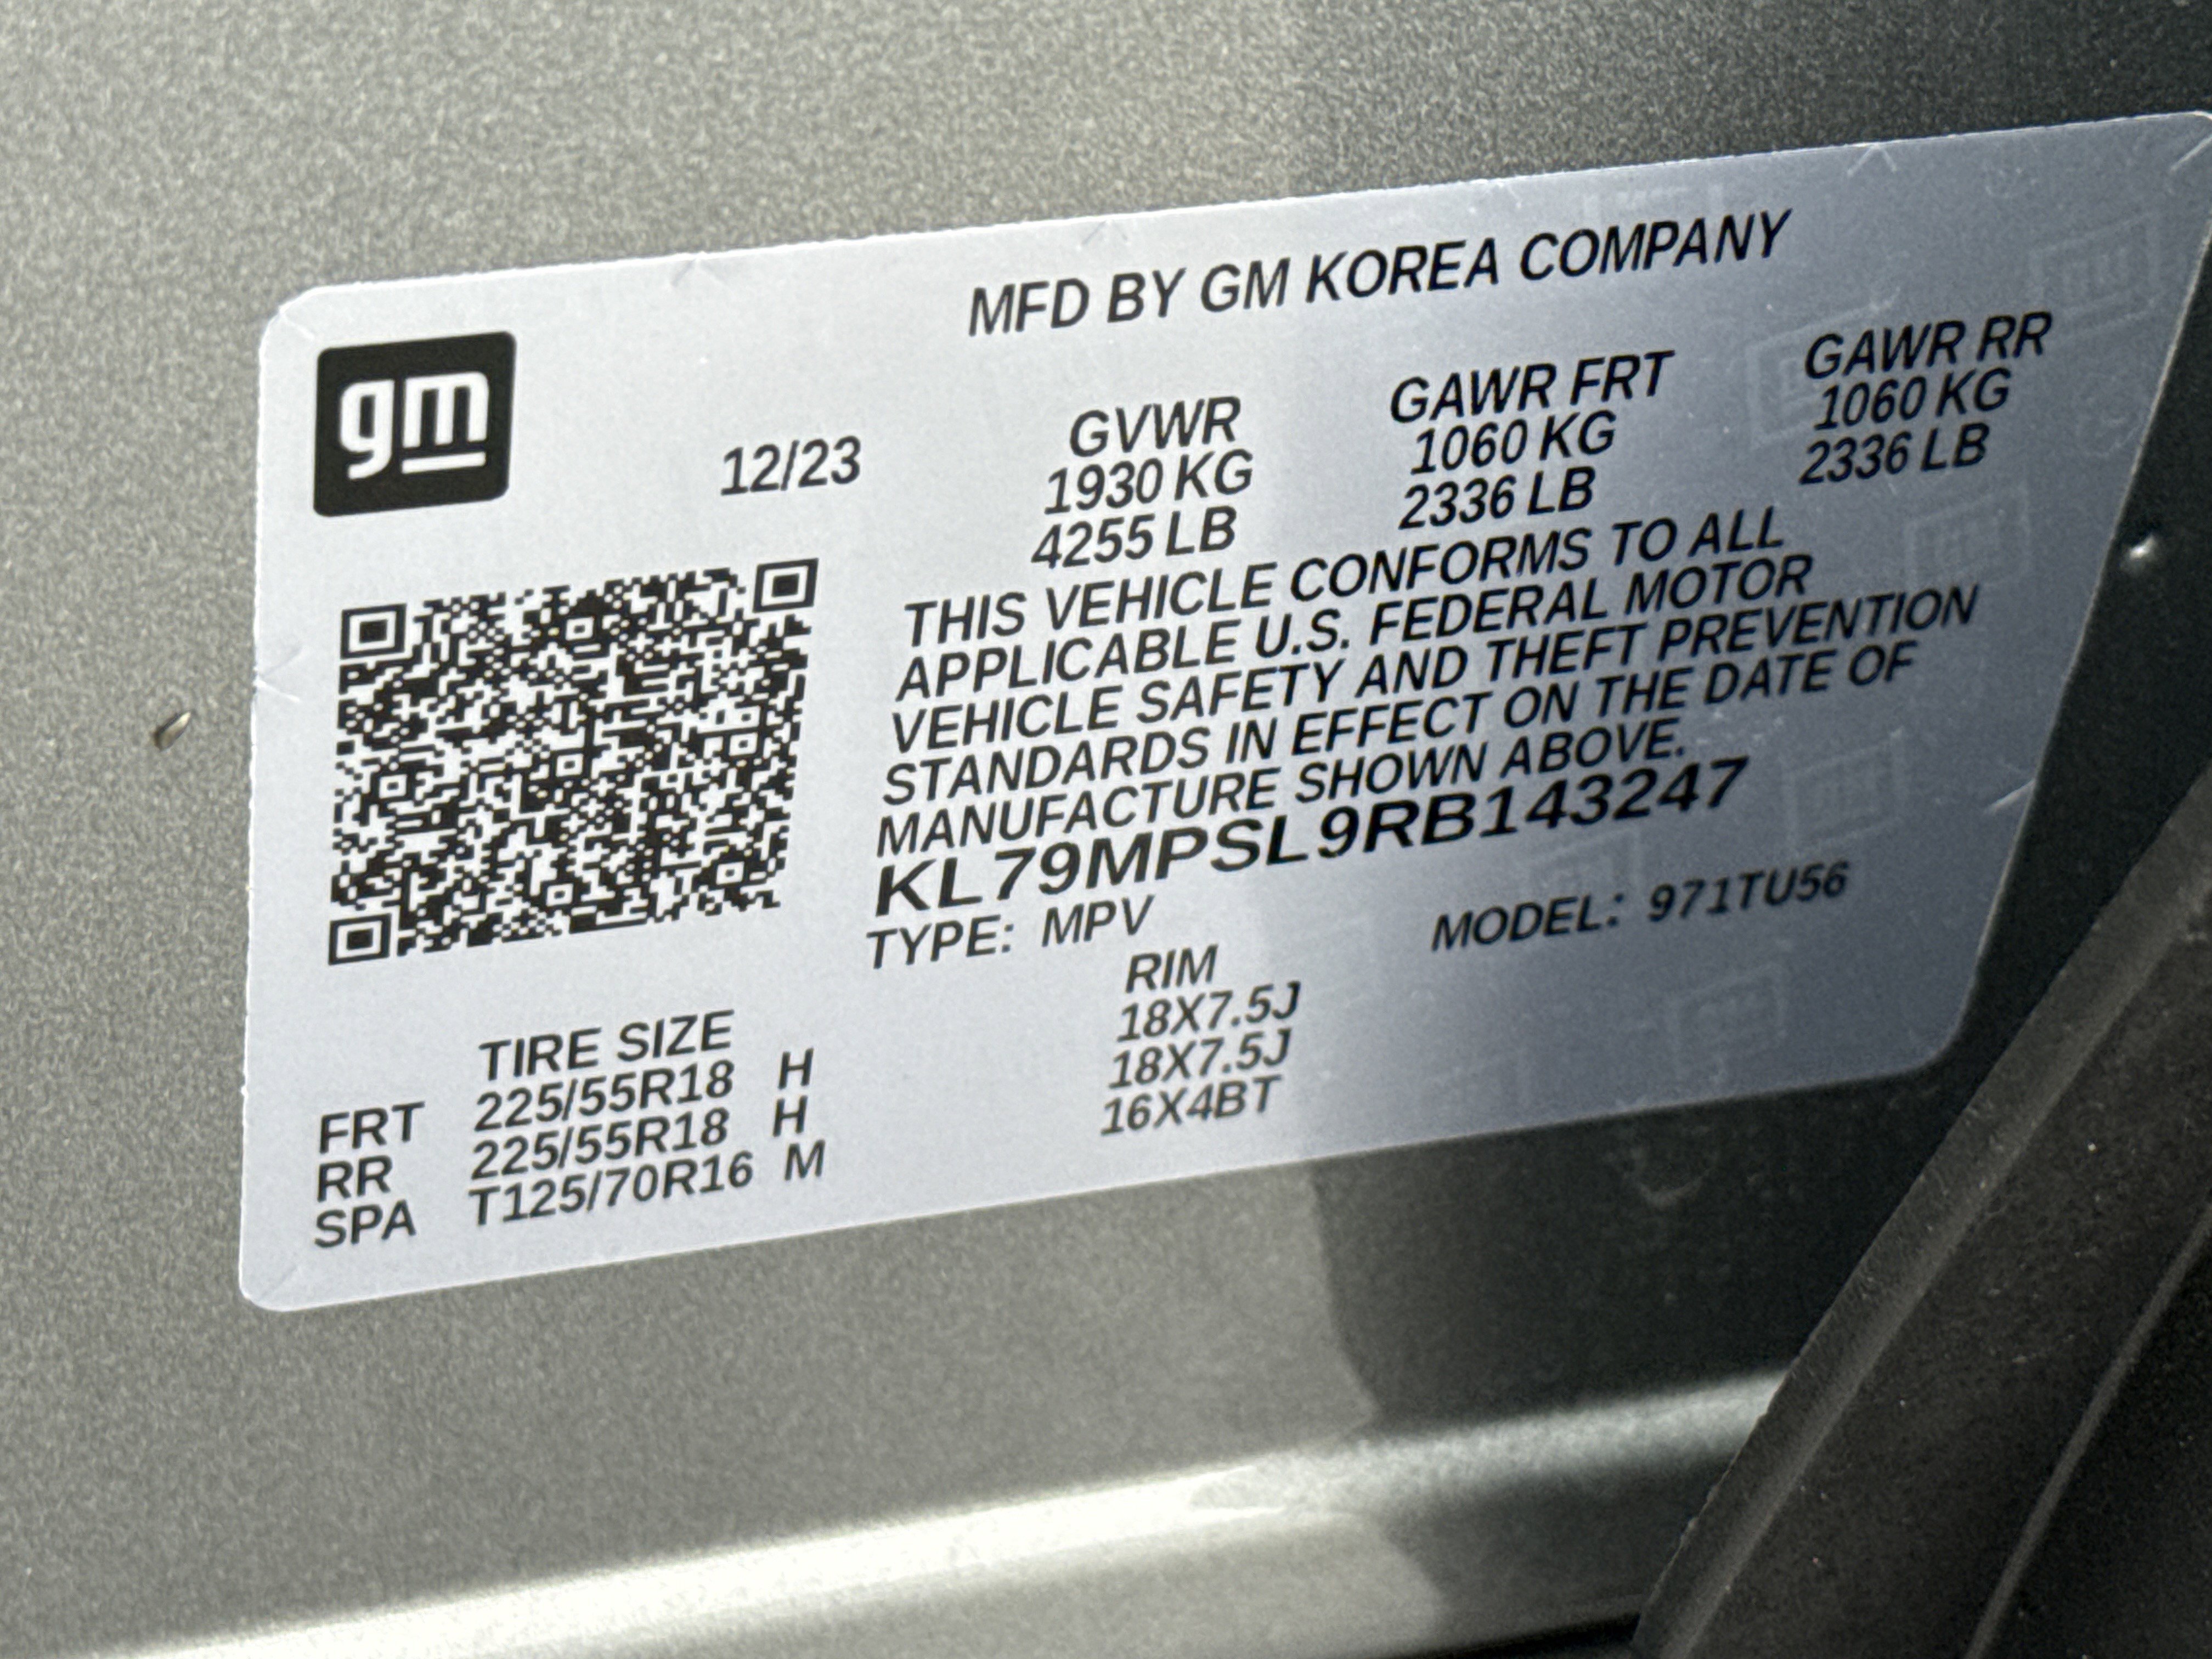 gm
MFD BY GM KOREA COMPANY
12/23
GVWR GAWR FRT GAWR RR
1930 KG 1060 KG 1060 KG
4255 LB 2336 LB 2336 LB
THIS VEHICLE CONFORMS TO ALL
APPLICABLE U.S. FEDERAL MOTOR
VEHICLE SAFETY AND THEFT PREVENTION
STANDARDS IN EFFECT ON THE DATE OF
MANUFACTURE SHOWN ABOVE.
KL79MPSL9RB143247
TYPE: MPV MODEL: 971TU56
TIRE SIZE RIM
FRT 225/55R18 H 18X7.5J
RR 225/55R18 H 18X7.5J
SPA T125/70R16 M 16X4BT